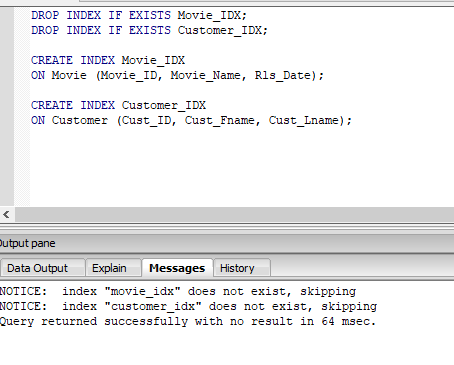 DROP INDEX IF EXISTS Movie_IDX;
DROP INDEX IF EXISTS Customer_IDX;
CREATE INDEX Movie_IDX
ON Movie (Movie_ID, Movie_Name, Rls_Date);
CREATE INDEX Customer_IDX
ON Customer (Cust_ID, Cust_Fname, Cust_Lname);
Output pane
Data Output Explain Messages History
NOTICE: index "movie_idx" does not exist, skipping
NOTICE: index "customer_idx" does not exist, skipping
Query returned successfully with no result in 64 msec.